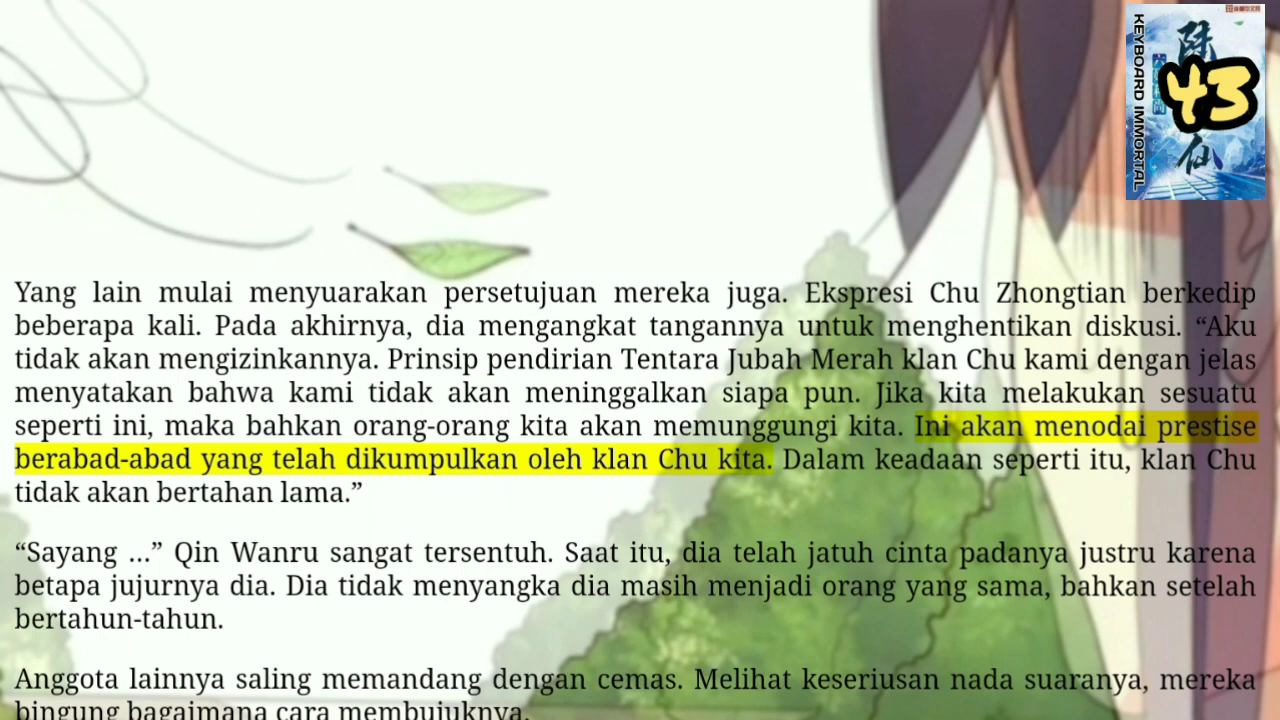 KEYBOARD IMMORTAL
陆
43
仙
Yang lain mulai menyuarakan persetujuan mereka juga. Ekspresi Chu Zhongtian berkedip
beberapa kali. Pada akhirnya, dia mengangkat tangannya untuk menghentikan diskusi. “Aku
tidak akan mengizinkannya. Prinsip pendirian Tentara Jubah Merah klan Chu kami dengan jelas
menyatakan bahwa kami tidak akan meninggalkan siapa pun. Jika kita melakukan sesuatu
seperti ini, maka bahkan orang-orang kita akan memunggungi kita. Ini akan menodai prestise
berabad-abad yang telah dikumpulkan oleh klan Chu kita. Dalam keadaan seperti itu, klan Chu
tidak akan bertahan lama.”
“Sayang …” Qin Wanru sangat tersentuh. Saat itu, dia telah jatuh cinta padanya justru karena
betapa jujurnya dia. Dia tidak menyangka dia masih menjadi orang yang sama, bahkan setelah
bertahun-tahun.
Anggota lainnya saling memandang dengan cemas. Melihat keseriusan nada suaranya, mereka
bingung bagaimana cara membujuknya.